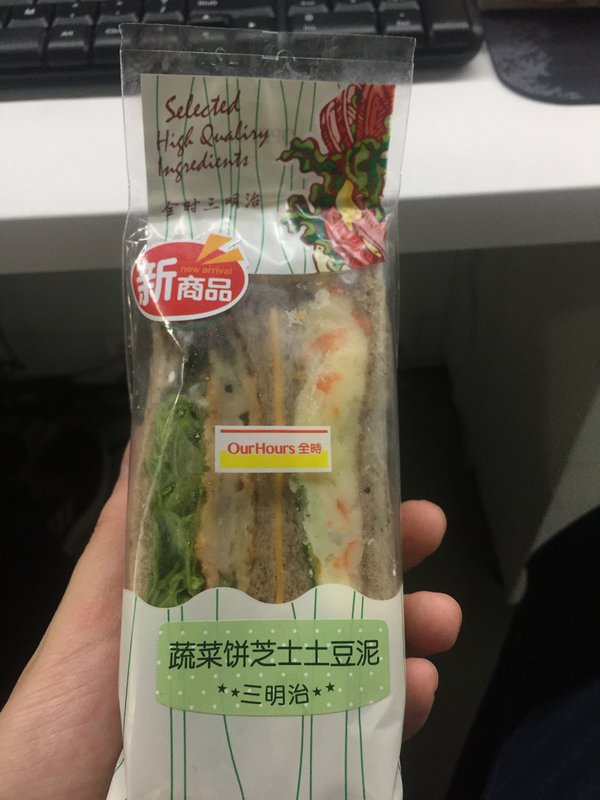 Selected
High Quality
Ingredients
全时三明治
new arrival
新商品
OurHours 全時
蔬菜饼芝士土豆泥
★★三明治★★